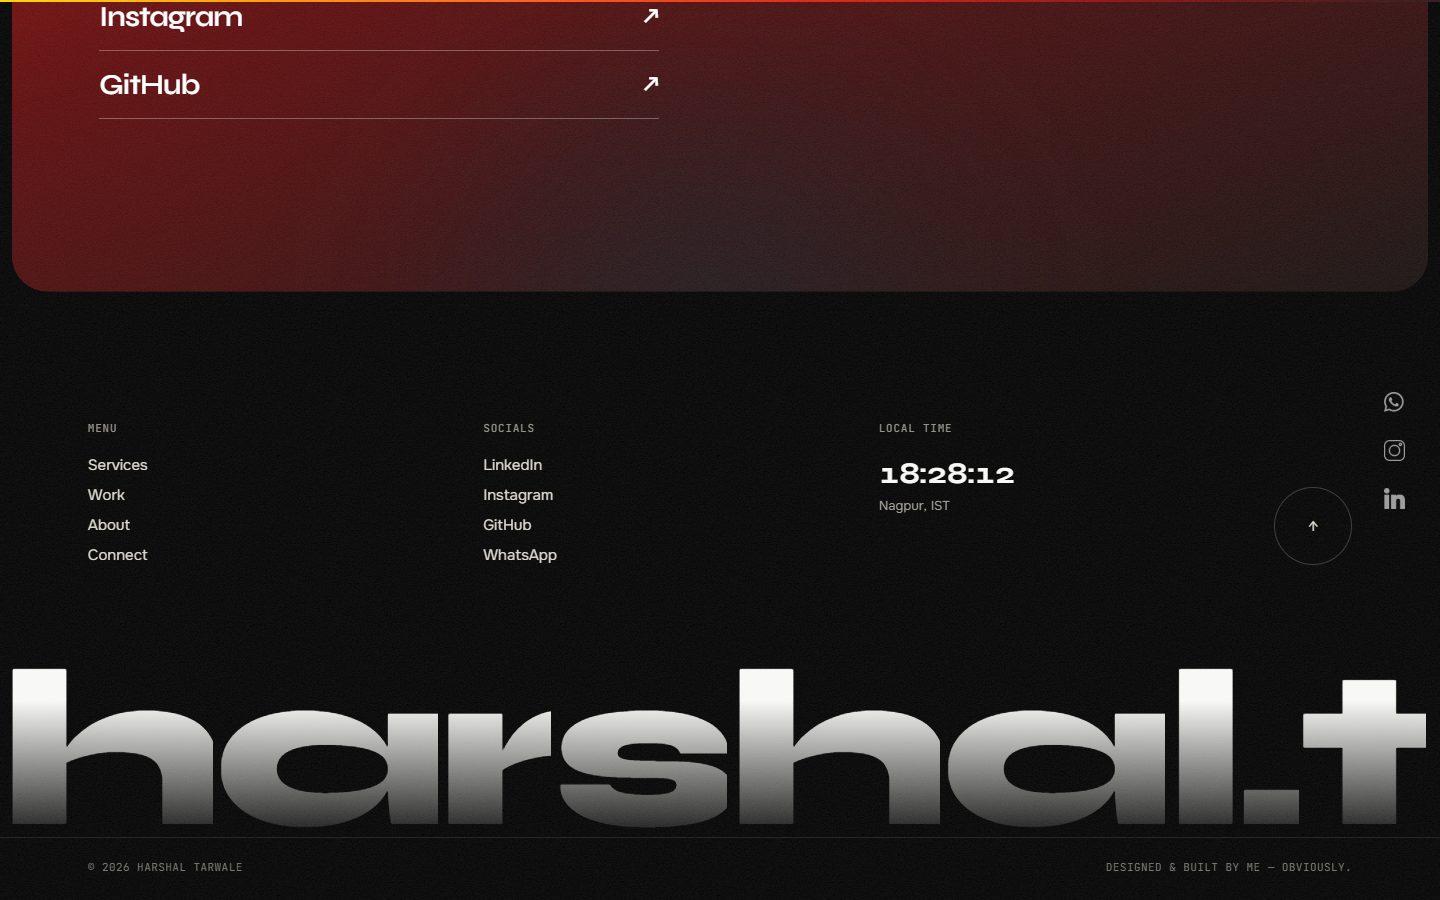 Instagram
GitHub
MENU
Services
Work
About
Connect
SOCIALS
LinkedIn
Instagram
GitHub
WhatsApp
LOCAL TIME
18:28:12
Nagpur, IST
harshal.t
© 2026 HARSHAL TARWALE
DESIGNED & BUILT BY ME — OBVIOUSLY.